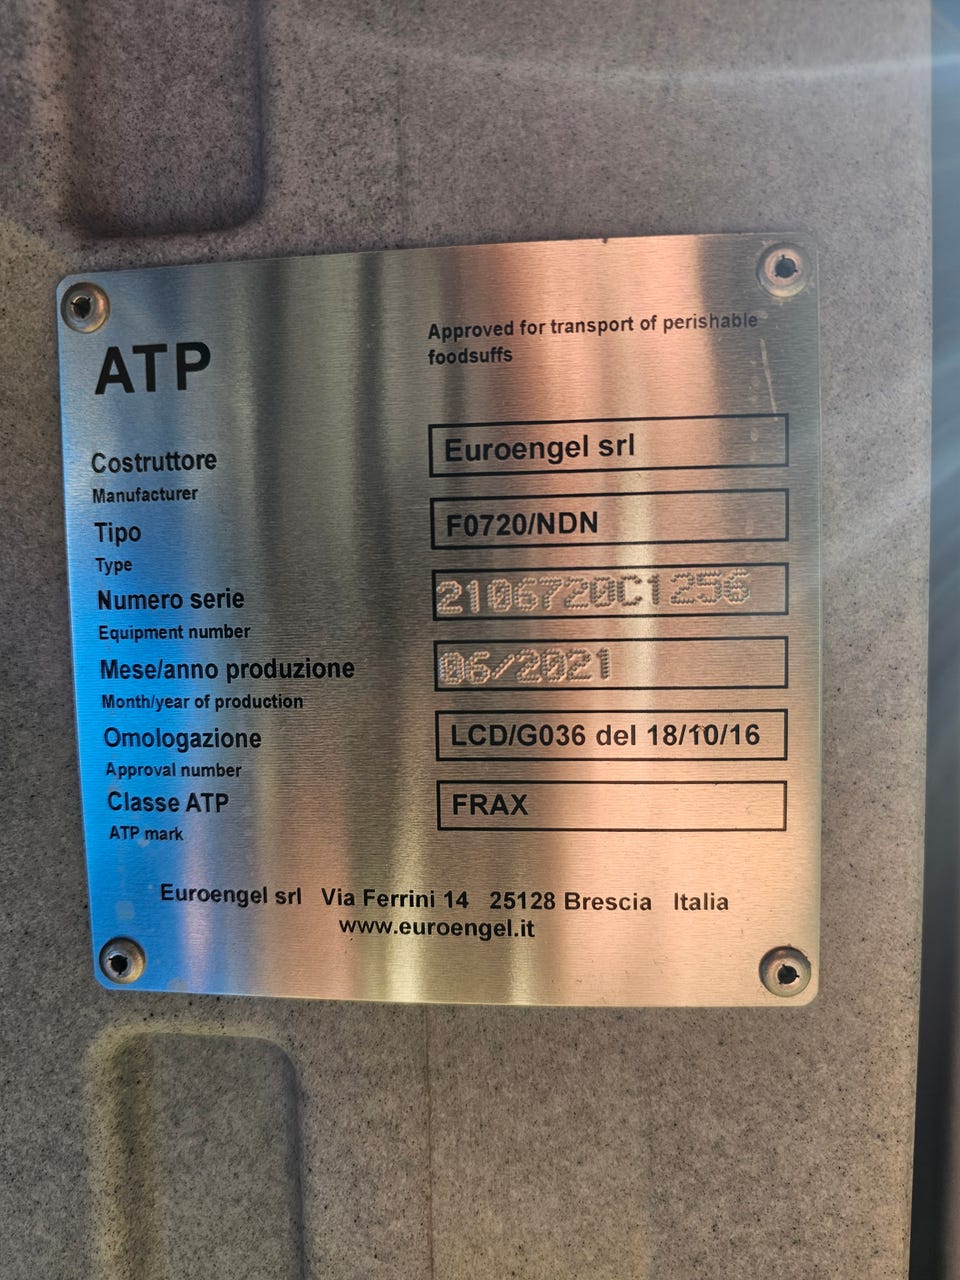 ATP
Approved for transport of perishable
foodsuffs
Costruttore
Manufacturer
Euroengel srl
Tipo
Type
F0720/NDN
Numero serie
Equipment number
2106720C1256
Mese/anno produzione
Month/year of production
06/2021
Omologazione
Approval number
LCD/G036 del 18/10/16
Classe ATP
ATP mark
FRAX
Euroengel srl Via Ferrini 14 25128 Brescia Italia
www.euroengel.it